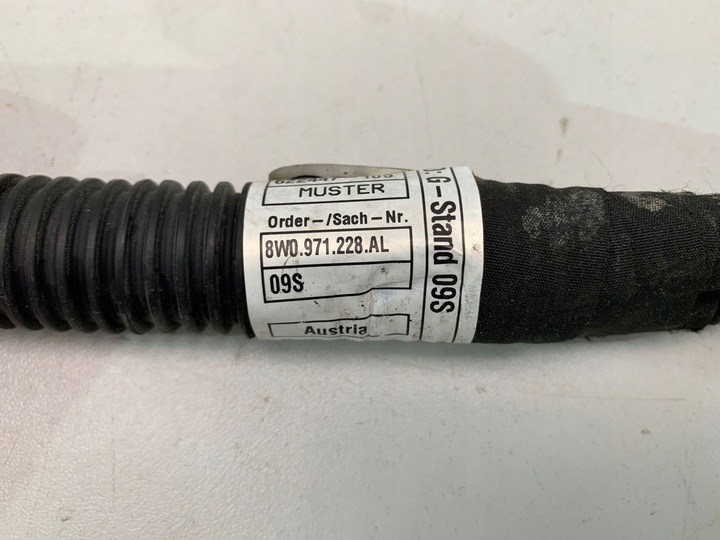 MUSTER
Order-/Sach-Nr.
8W0.971.228.AL
09S
Austria
G-Stand 09S